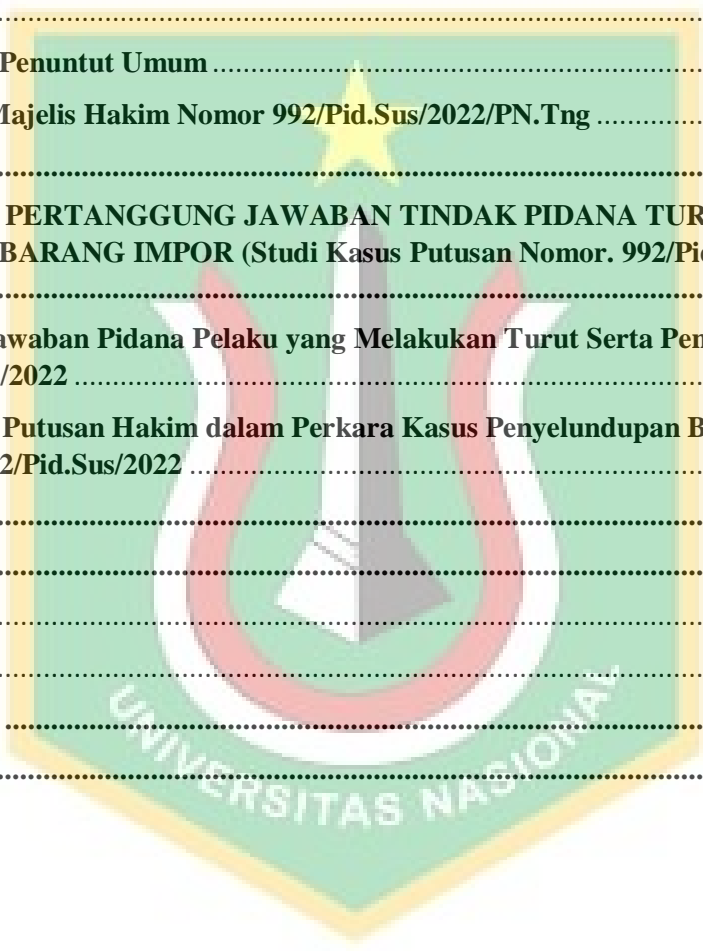 Penuntut Umum
Majelis Hakim Nomor 992/Pid.Sus/2022/PN.Tng
PERTANGGUNG JAWABAN TINDAK PIDANA TUR
BARANG IMPOR (Studi Kasus Putusan Nomor. 992/Pi
awaban Pidana Pelaku yang Melakukan Turut Serta Pen
/2022
Putusan Hakim dalam Perkara Kasus Penyelundupan B
2/Pid.Sus/2022
UNIVERSITAS NASIONAL